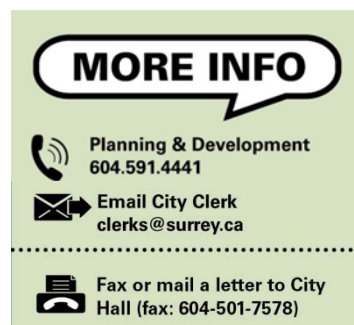 MORE INFO
Planning & Development
604.591.4441
Email City Clerk
clerks@surrey.ca
Fax or mail a letter to City
Hall (fax: 604-501-7578)